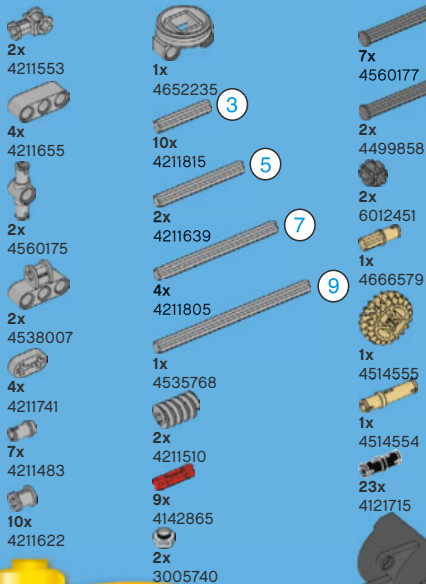 2x
4211553
4x
4211655
2x
4560175
2x
4538007
4x
4211741
7x
4211483
10x
4211622
1x
4652235
3
10x
4211815
5
2x
4211639
7
4x
4211805
9
1x
4535768
2x
4211510
9x
4142865
2x
3005740
7x
4560177
2x
4499858
2x
6012451
1x
4666579
1x
4514555
1x
4514554
23x
4121715